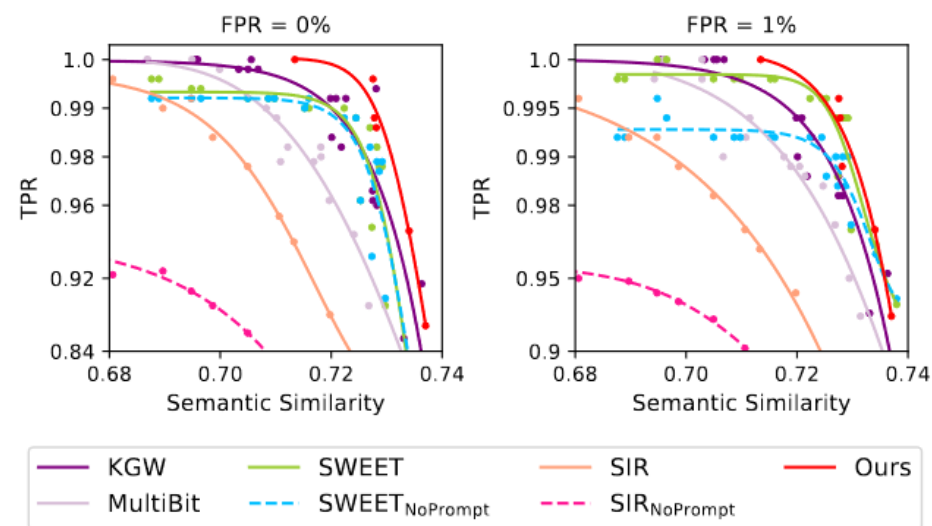 FPR = 0%
1.0
0.99
0.98
0.96
0.92
0.84
TPR
0.68 0.70 0.72 0.74
Semantic Similarity
FPR = 1%
1.0
0.995
0.99
0.98
0.95
0.9
TPR
0.68 0.70 0.72 0.74
Semantic Similarity
KGW SWEET SIR Ours
MultiBit SWEET_NoPrompt SIR_NoPrompt